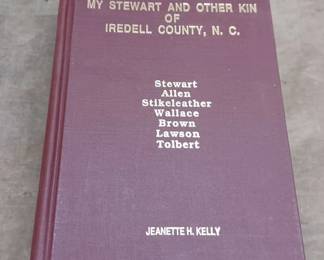 MY STEWART AND OTHER KIN
OF
IREDELL COUNTY, N. C.
Stewart
Allen
Stikeleather
Wallace
Brown
Lawson
Tolbert
JEANETTE H. KELLY